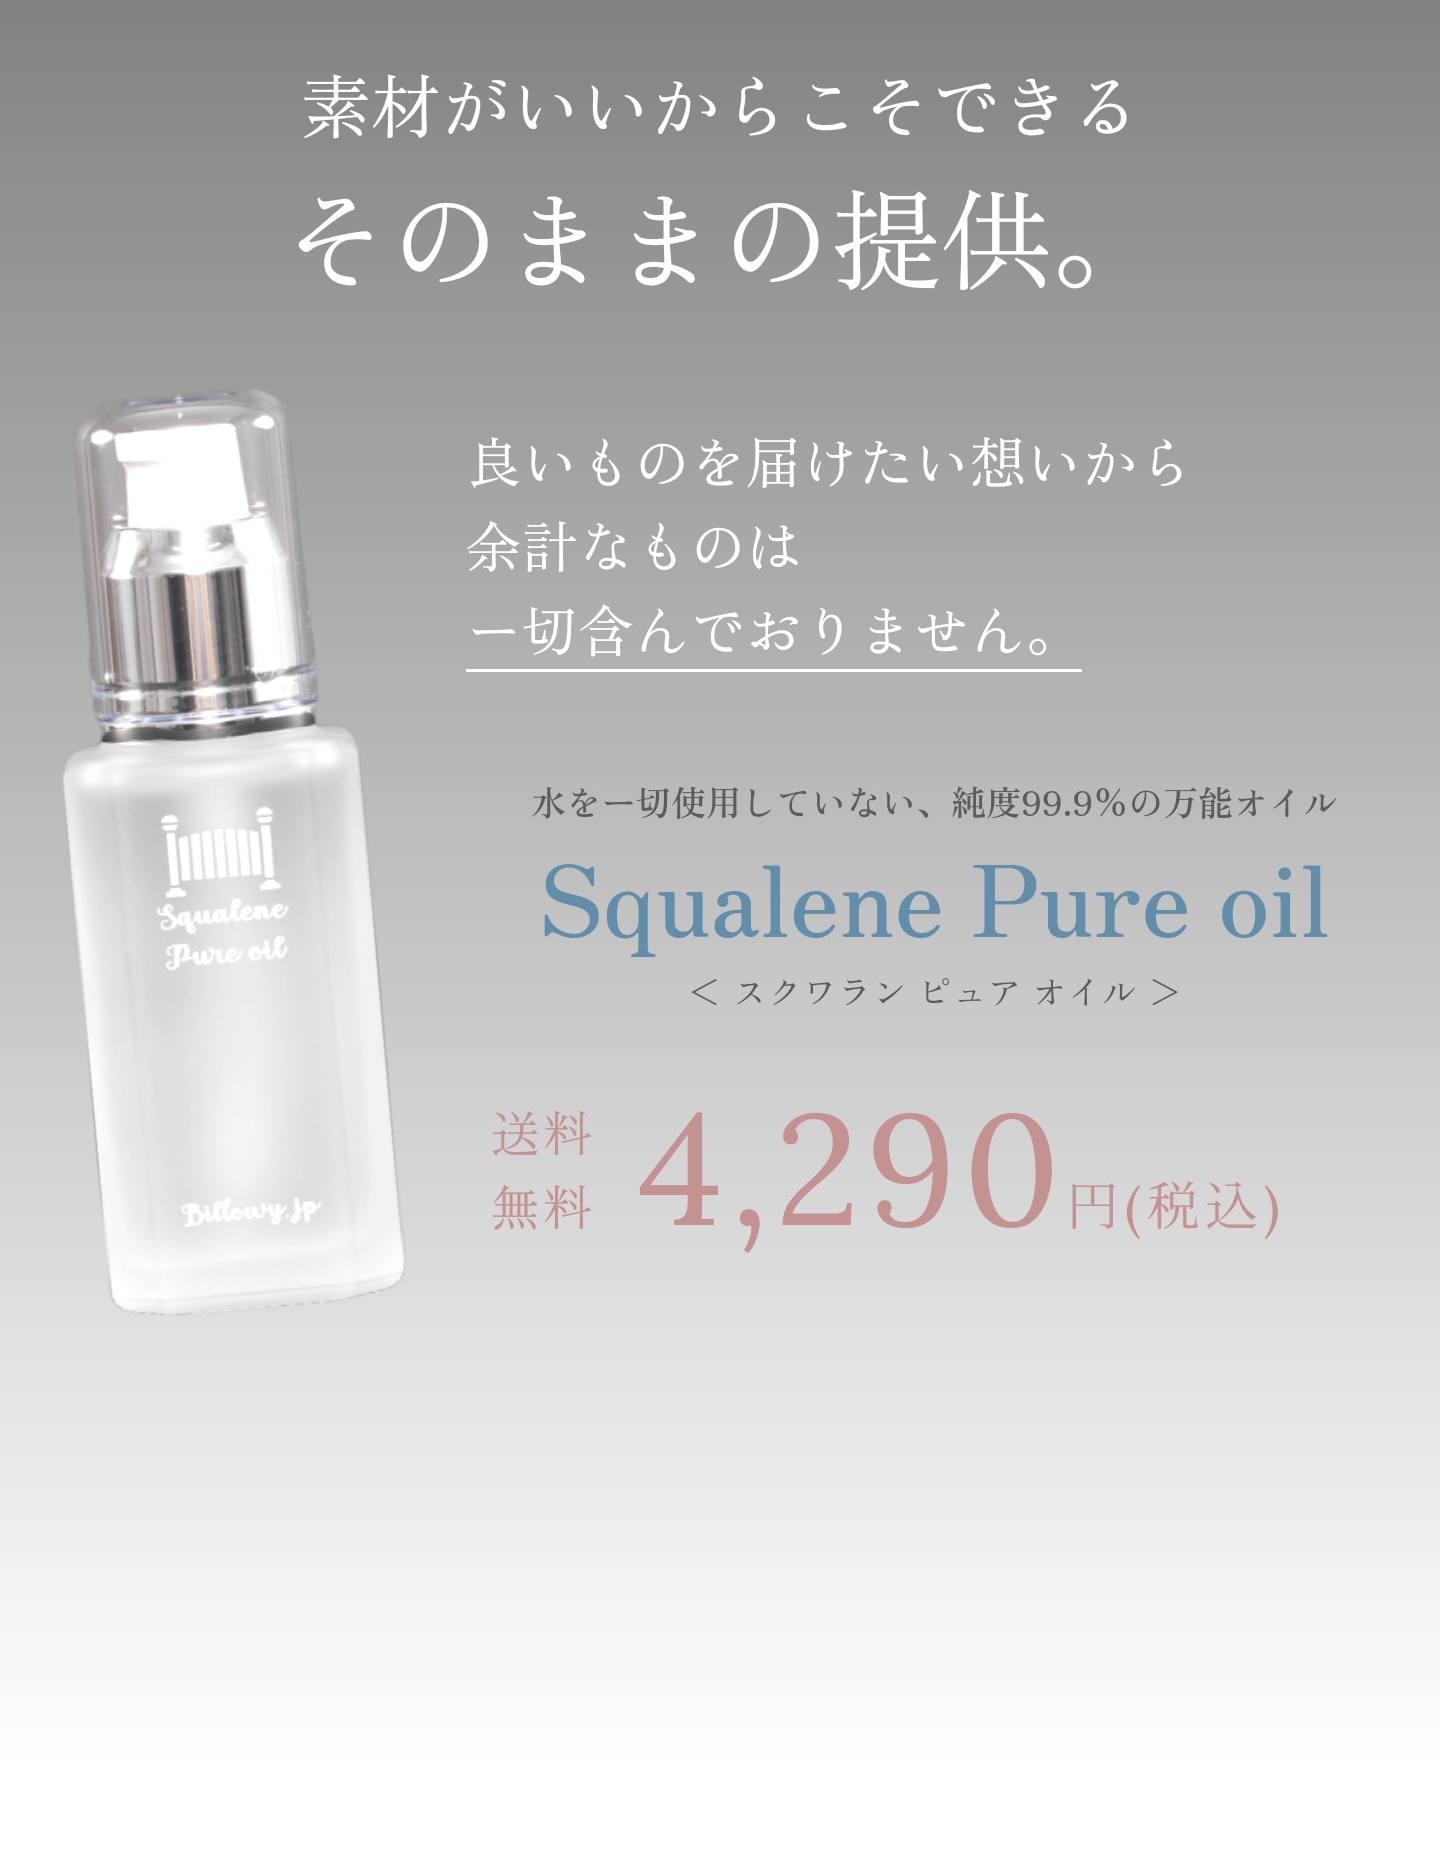 素材がいいからこそできる
そのままの提供。
良いものを届けたい想いから
余計なものは
一切含んでおりません。
水を一切使用していない、純度99.9%の万能オイル
Squalene Pure oil
＜ スクワラン ピュア オイル ＞
送料
無料
4,290円(税込)
Squalene
Pure oil
Billowy.jp